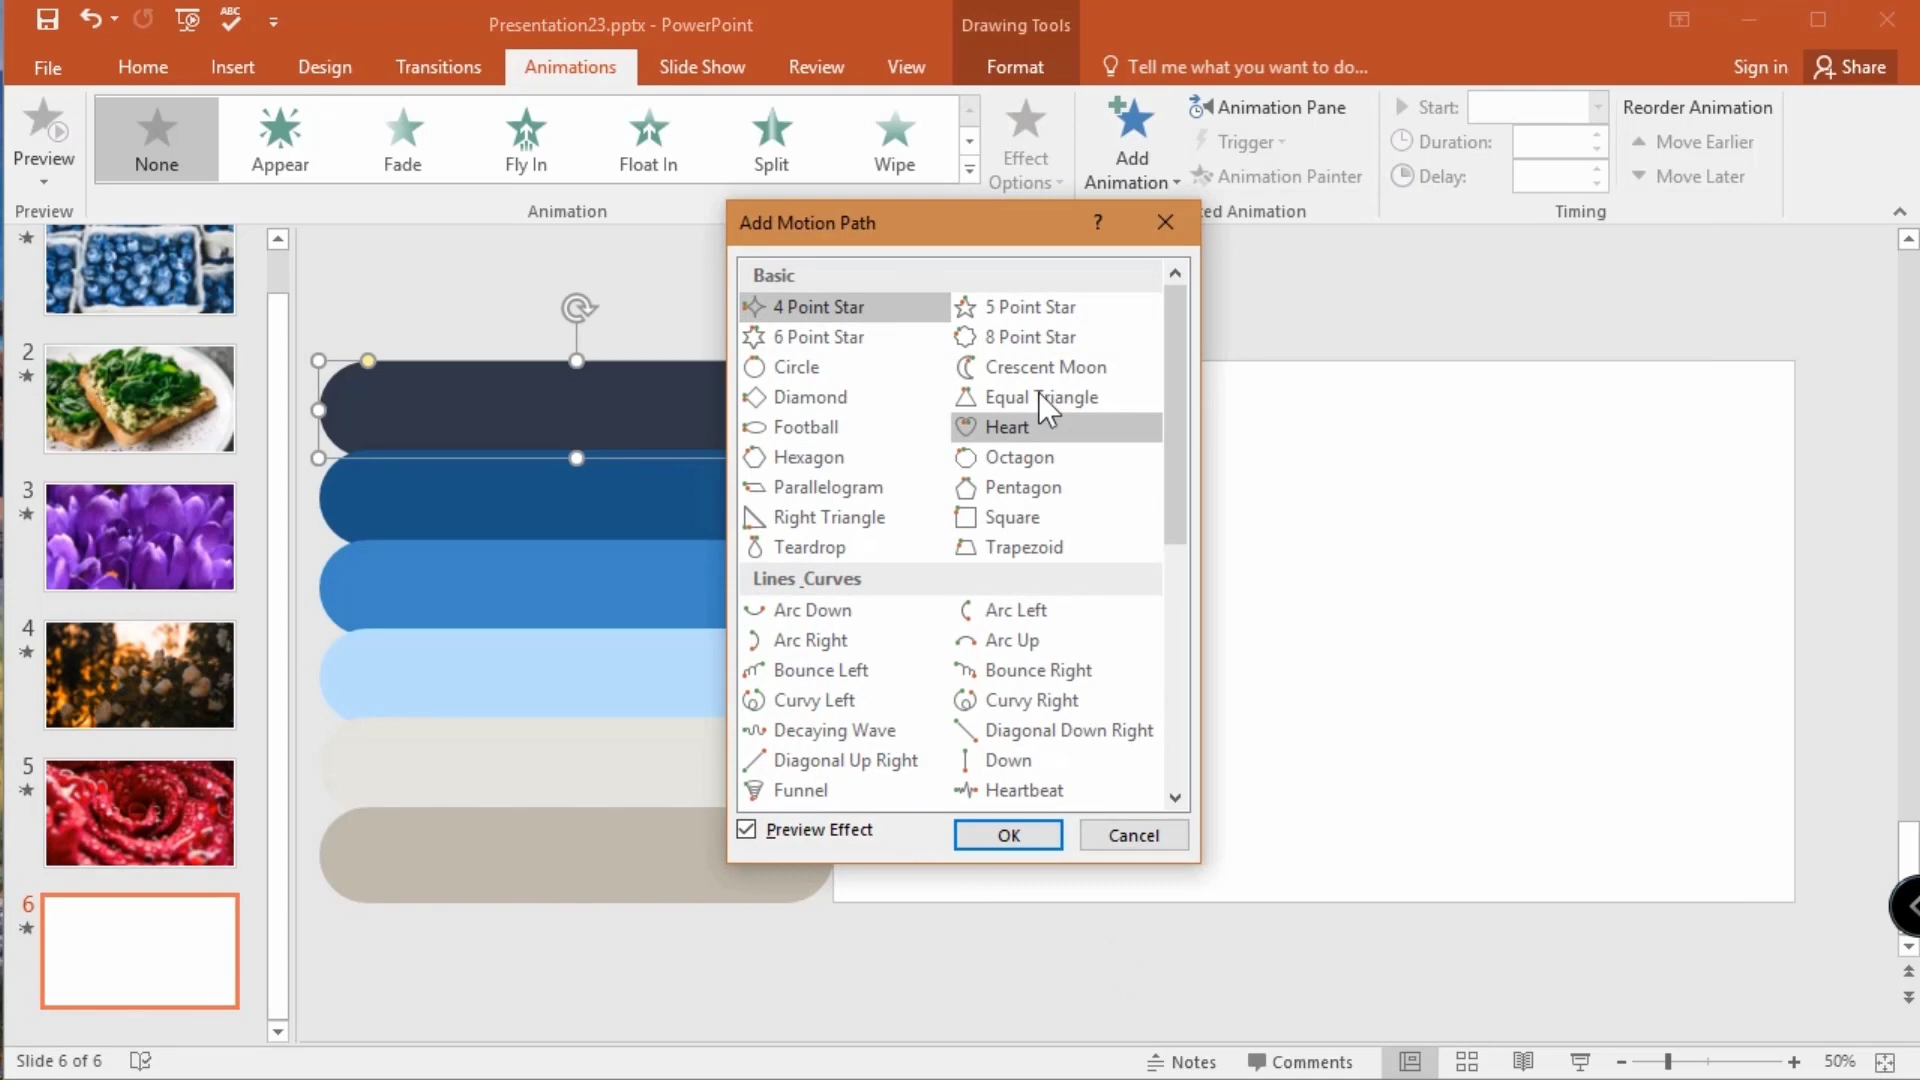 ABC
Presentation23.pptx - PowerPoint
Drawing Tools
File Home Insert Design Transitions Animations Slide Show Review View Format Tell me what you want to do... Sign in Share
Preview
None Appear Fade Fly In Float In Split Wipe
Effect Options
Add Animation
Animation Pane
Trigger
Animation Painter
Start:
Duration:
Delay:
Reorder Animation
Move Earlier
Move Later
Preview Animation ed Animation Timing
Add Motion Path ?
Basic
4 Point Star 5 Point Star
6 Point Star 8 Point Star
Circle Crescent Moon
Diamond Equal Triangle
Football Heart
Hexagon Octagon
Parallelogram Pentagon
Right Triangle Square
Teardrop Trapezoid
Lines_Curves
Arc Down Arc Left
Arc Right Arc Up
Bounce Left Bounce Right
Curvy Left Curvy Right
Decaying Wave Diagonal Down Right
Diagonal Up Right Down
Funnel Heartbeat
Preview Effect OK Cancel
2
3
4
5
6
Slide 6 of 6 Notes Comments 50%